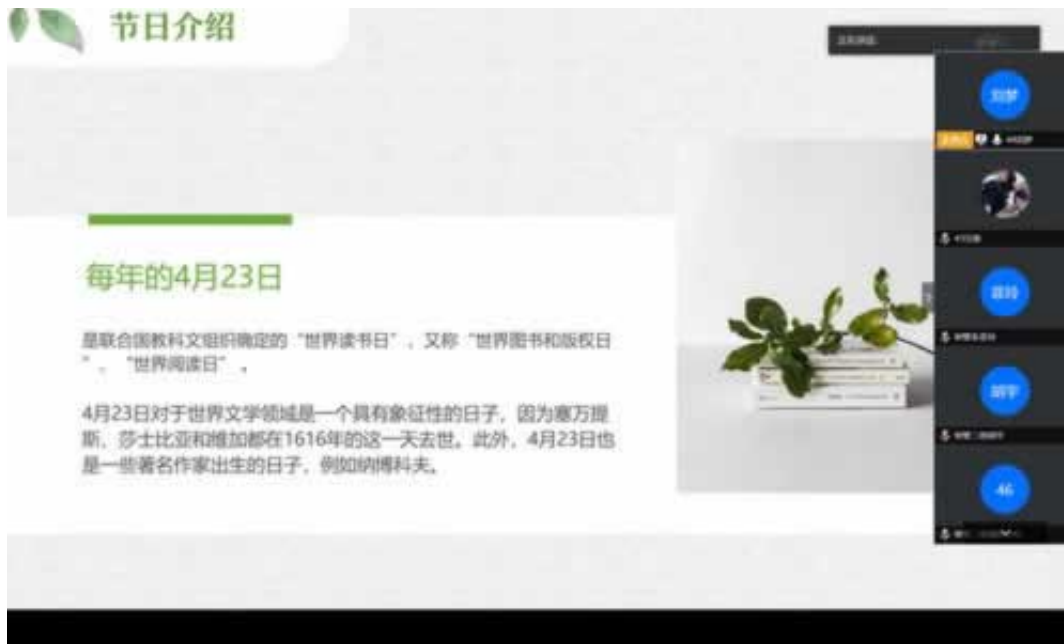 节日介绍
每年的4月23日
是联合国教科文组织确定的“世界读书日”，又称“世界图书和版权日
”、“世界阅读日”。
4月23日对于世界文学领域是一个具有象征性的日子，因为塞万提
斯、莎士比亚和维加都在1616年的这一天去世。此外，4月23日也
是一些著名作家出生的日子，例如纳博科夫。
46